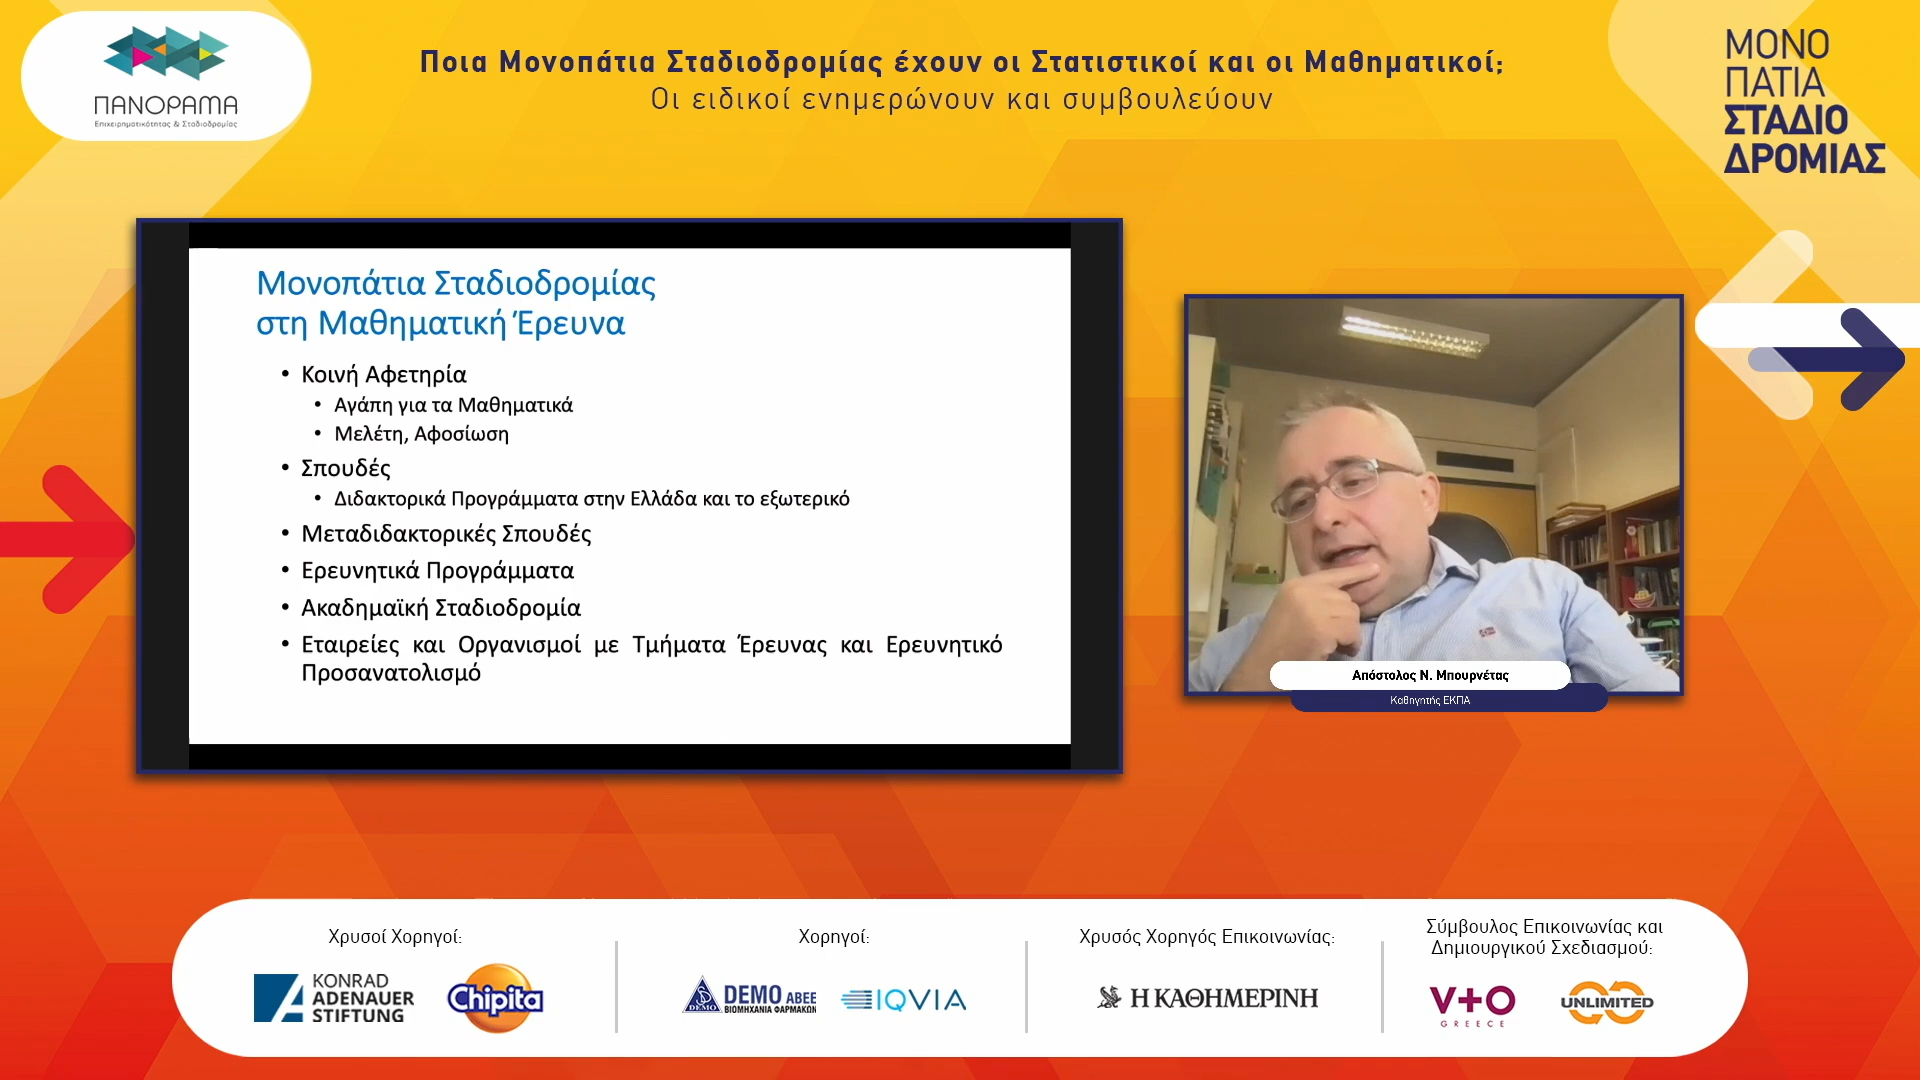 ΠΑΝΟΡΑΜΑ
Επιχειρηματικότητας & Σταδιοδρομίας
Ποια Μονοπάτια Σταδιοδρομίας έχουν οι Στατιστικοί και οι Μαθηματικοί;
Οι ειδικοί ενημερώνουν και συμβουλεύουν
ΜΟΝΟ
ΠΑΤΙΑ
ΣΤΑΔΙΟ
ΔΡΟΜΙΑΣ
Μονοπάτια Σταδιοδρομίας
στη Μαθηματική Έρευνα
• Κοινή Αφετηρία
• Αγάπη για τα Μαθηματικά
• Μελέτη, Αφοσίωση
• Σπουδές
• Διδακτορικά Προγράμματα στην Ελλάδα και το εξωτερικό
• Μεταδιδακτορικές Σπουδές
• Ερευνητικά Προγράμματα
• Ακαδημαϊκή Σταδιοδρομία
• Εταιρείες και Οργανισμοί με Τμήματα Έρευνας και Ερευνητικό
Προσανατολισμό
Απόστολος Ν. Μπουρνέτας
Καθηγητής ΕΚΠΑ
Χρυσοί Χορηγοί:
KONRAD
ADENAUER
STIFTUNG
Chipita
Χορηγοί:
DEMO
DEMO ΑΒΕΕ
ΒΙΟΜΗΧΑΝΙΑ ΦΑΡΜΑΚΩΝ
IQVIA
Χρυσός Χορηγός Επικοινωνίας:
Η ΚΑΘΗΜΕΡΙΝΗ
Σύμβουλος Επικοινωνίας και
Δημιουργικού Σχεδιασμού:
V+O
GREECE
UNLIMITED